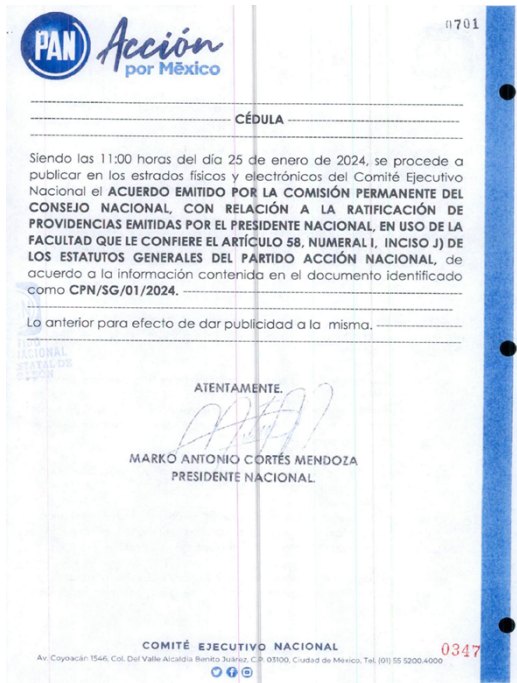 0701
PAN Acción
por México
CÉDULA
Siendo las 11:00 horas del día 25 de enero de 2024, se procede a
publicar en los estrados físicos y electrónicos del Comité Ejecutivo
Nacional el ACUERDO EMITIDO POR LA COMISIÓN PERMANENTE DEL
CONSEJO NACIONAL, CON RELACIÓN A LA RATIFICACIÓN DE
PROVIDENCIAS EMITIDAS POR EL PRESIDENTE NACIONAL, EN USO DE LA
FACULTAD QUE LE CONFIERE EL ARTÍCULO 58, NUMERAL I, INCISO J) DE
LOS ESTATUTOS GENERALES DEL PARTIDO ACCIÓN NACIONAL, de
acuerdo a la información contenida en el documento identificado
como CPN/SG/01/2024.
Lo anterior para efecto de dar publicidad a la misma.
ATENTAMENTE.
MARKO ANTONIO CORTÉS MENDOZA
PRESIDENTE NACIONAL.
COMITÉ EJECUTIVO NACIONAL
0347
Av. Coyoacán 1546, Col. Del Valle Alcaldía Benito Juárez, C.P. 03100, Ciudad de México, Tel. (01) 55 5200.4000